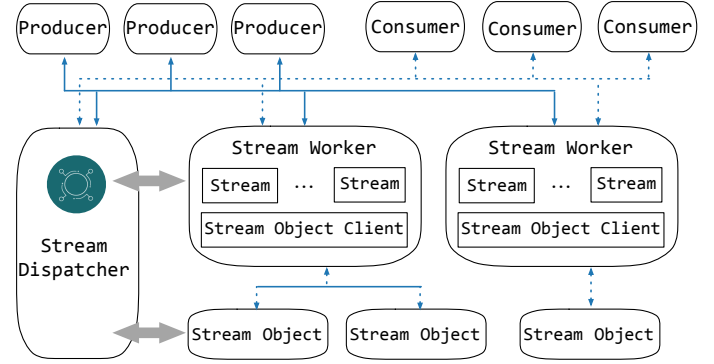 Producer
Producer
Producer
Consumer
Consumer
Consumer
Stream Worker
Stream ... Stream
Stream Object Client
Stream Worker
Stream ... Stream
Stream Object Client
Stream
Dispatcher
Stream Object
Stream Object
Stream Object